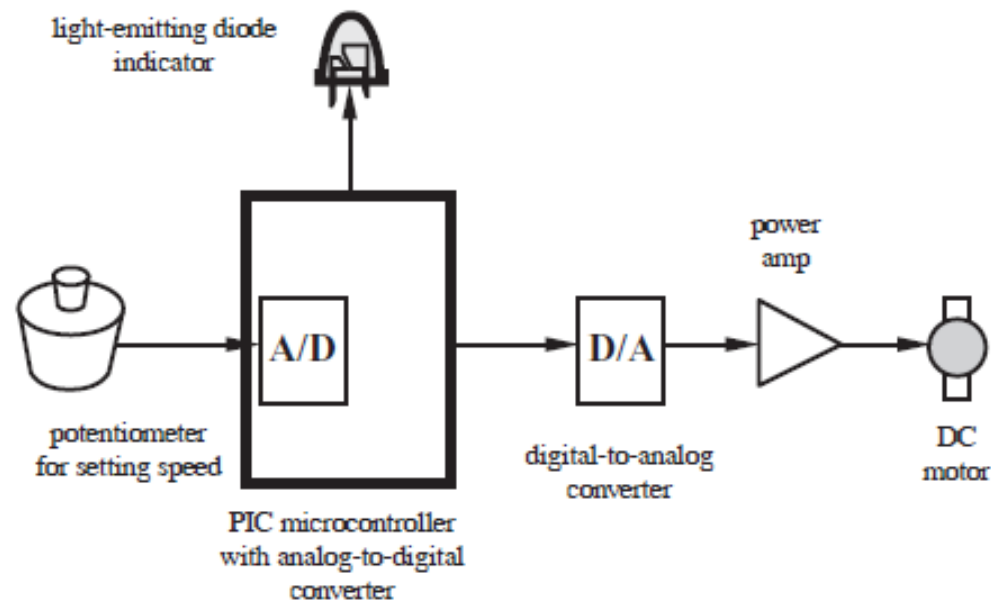 light-emitting diode
indicator
power
amp
A/D
D/A
potentiometer
for setting speed
digital-to-analog
converter
DC
motor
PIC microcontroller
with analog-to-digital
converter